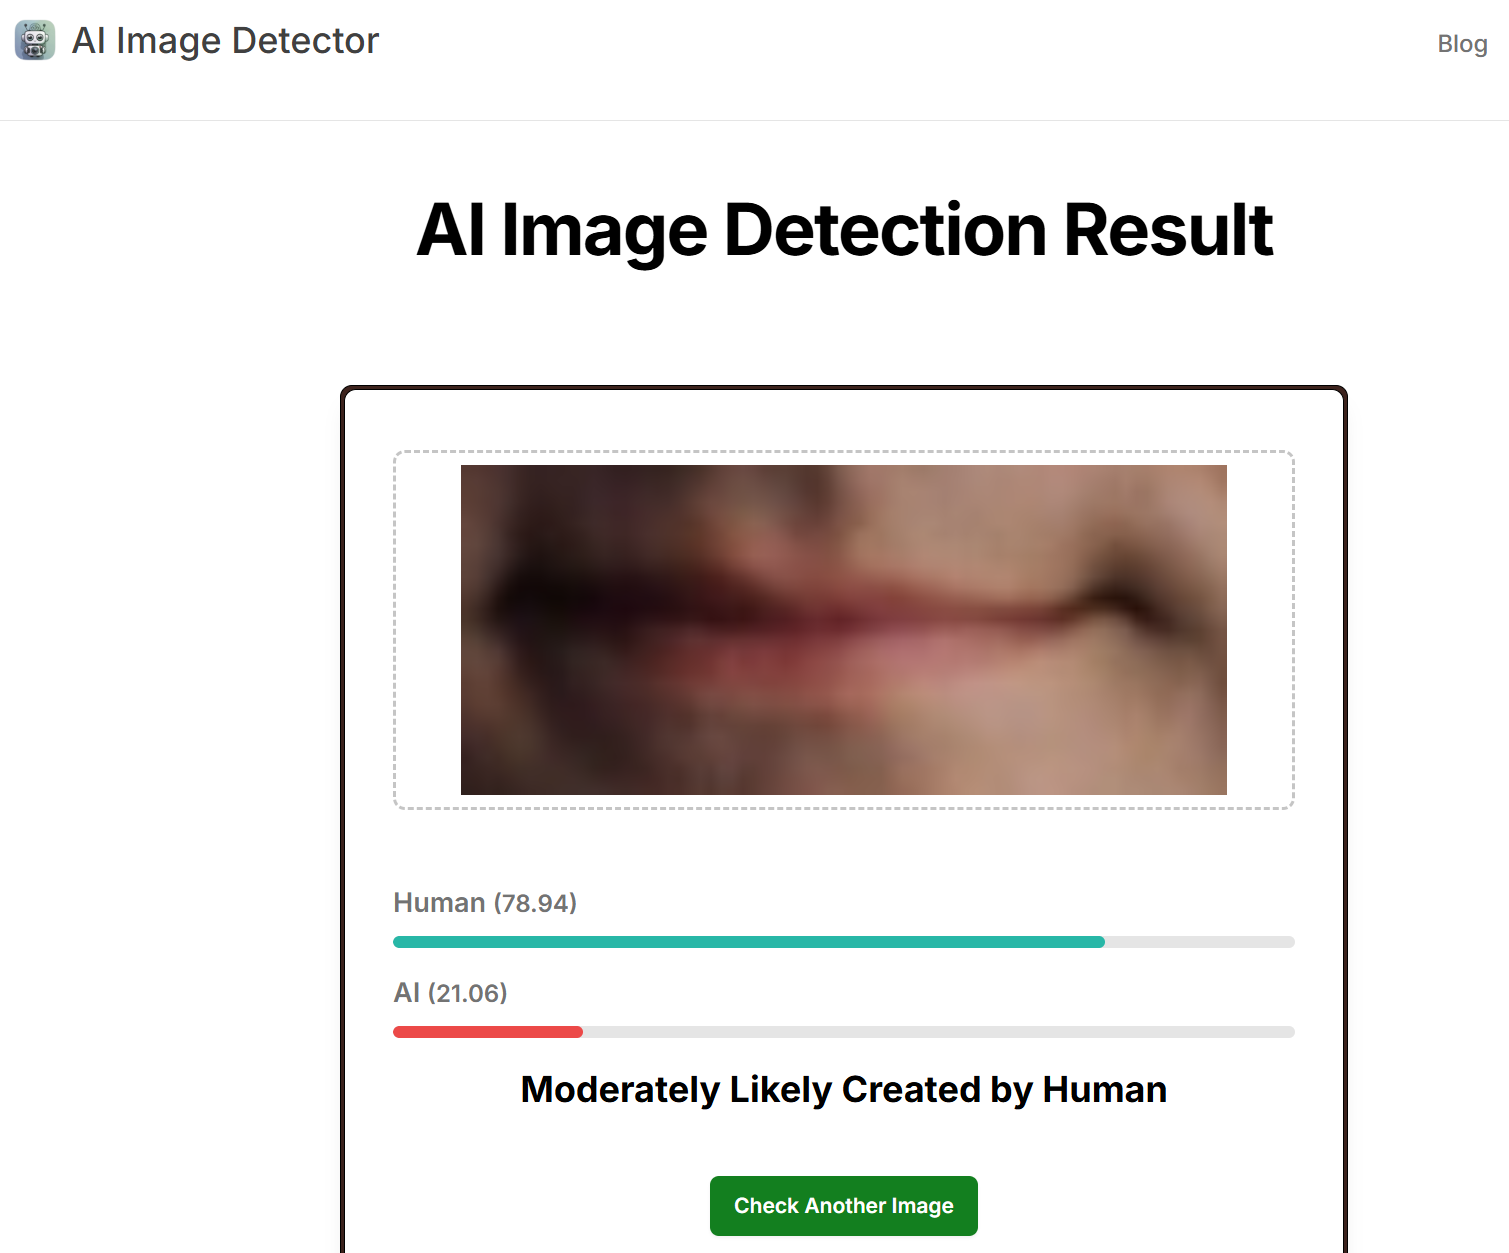 AI Image Detector
Blog
AI Image Detection Result
Human (78.94)
AI (21.06)
Moderately Likely Created by Human
Check Another Image